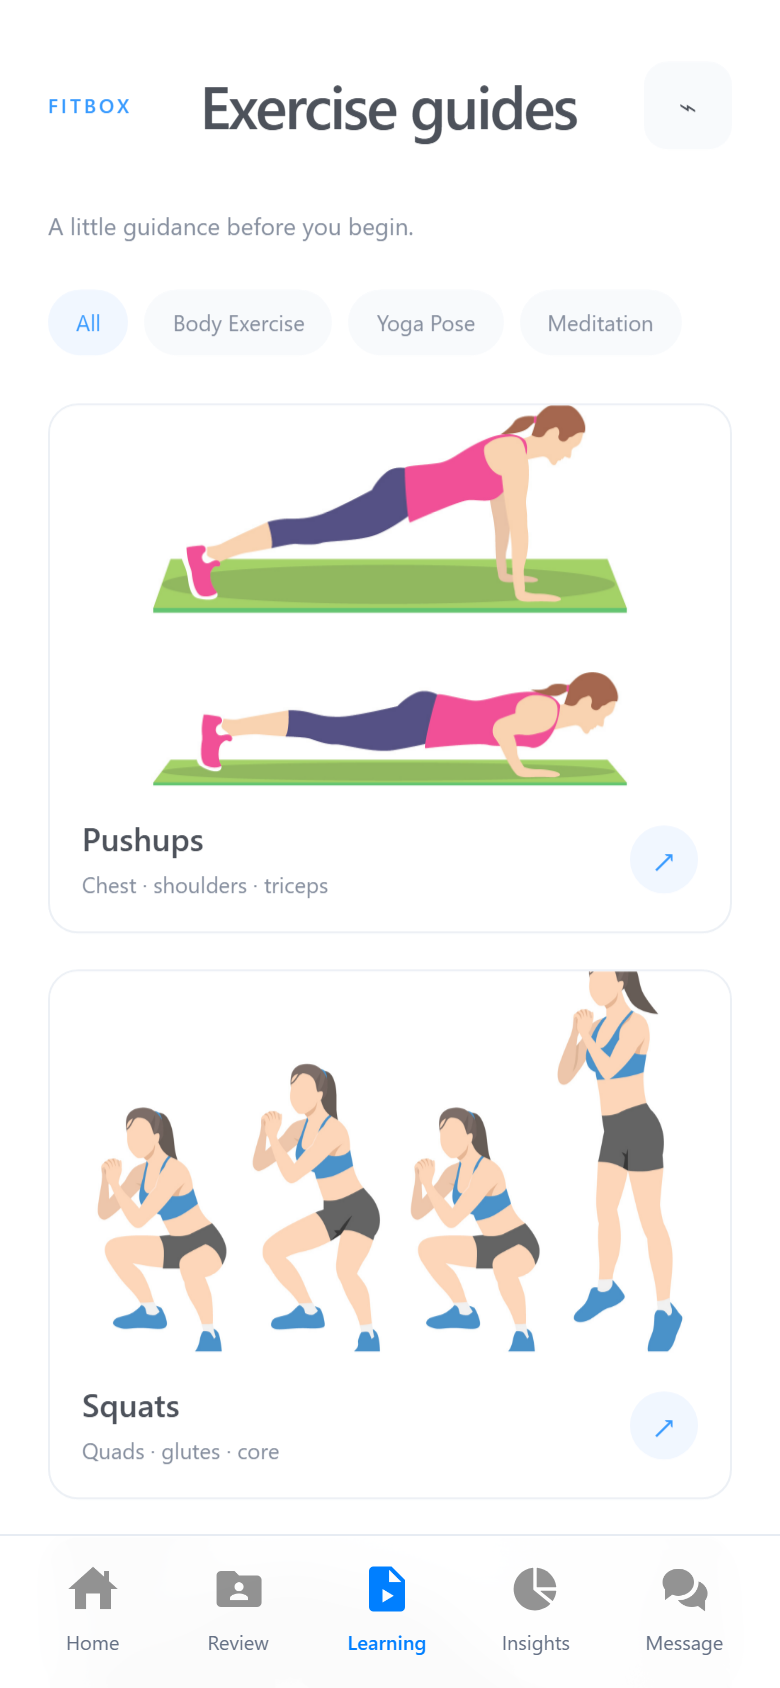 FITBOX
Exercise guides
A little guidance before you begin.
All
Body Exercise
Yoga Pose
Meditation
Pushups
Chest · shoulders · triceps
Squats
Quads · glutes · core
Home
Review
Learning
Insights
Message